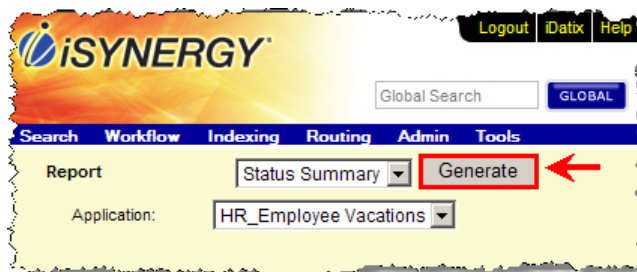 Logout iDatix Help
iSYNERGY
Global Search GLOBAL
Search Workflow Indexing Routing Admin Tools
Report Status Summary Generate
Application: HR_Employee Vacations